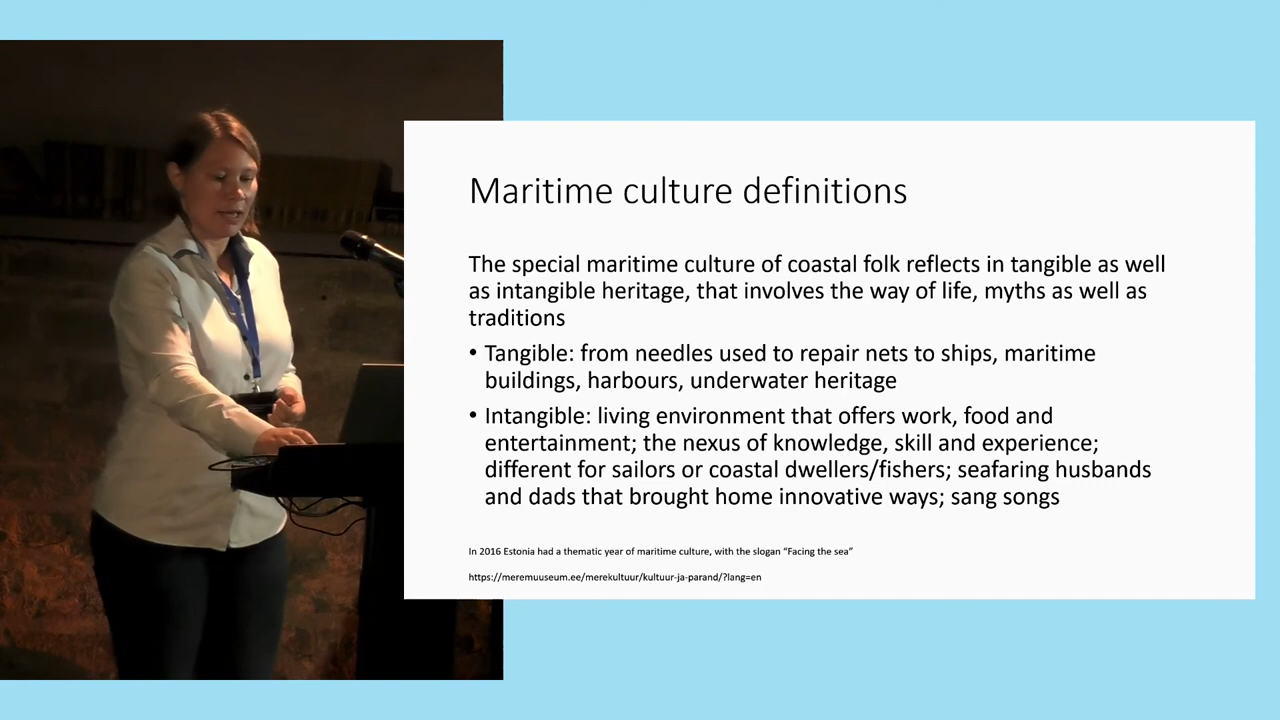 Maritime culture definitions
The special maritime culture of coastal folk reflects in tangible as well
as intangible heritage, that involves the way of life, myths as well as
traditions
• Tangible: from needles used to repair nets to ships, maritime
buildings, harbours, underwater heritage
• Intangible: living environment that offers work, food and
entertainment; the nexus of knowledge, skill and experience;
different for sailors or coastal dwellers/fishers; seafaring husbands
and dads that brought home innovative ways; sang songs
In 2016 Estonia had a thematic year of maritime culture, with the slogan “Facing the sea”
https://meremuuseum.ee/merekultuur/kultuur-ja-parand/?lang=en